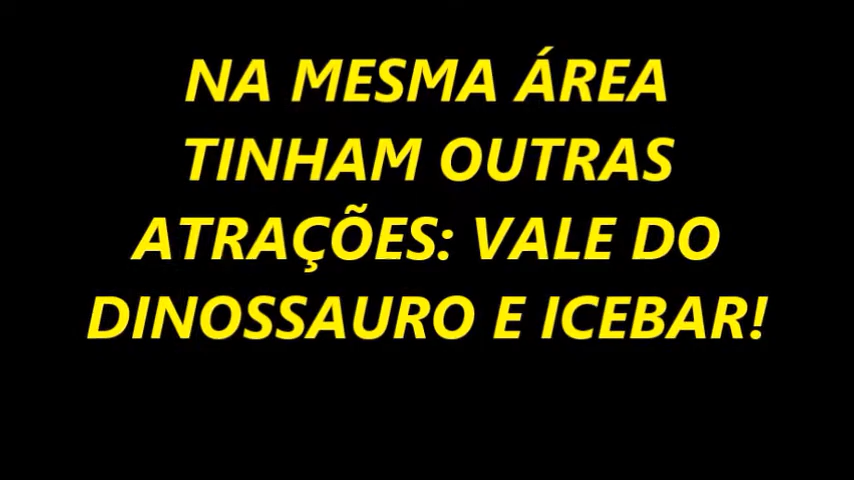 NA MESMA ÁREA
TINHAM OUTRAS
ATRAÇÕES: VALE DO
DINOSSAURO E ICEBAR!